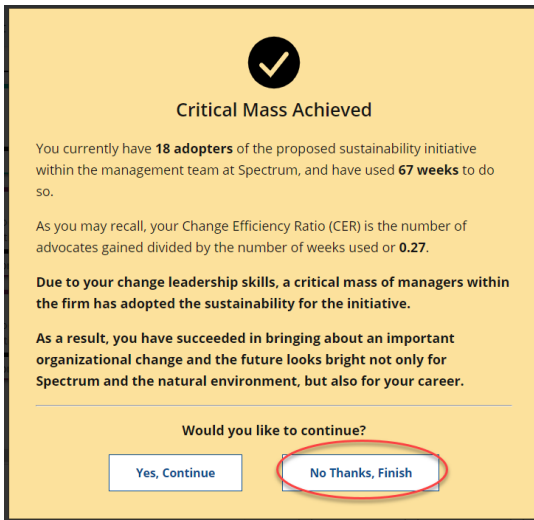 Critical Mass Achieved
You currently have 18 adopters of the proposed sustainability initiative
within the management team at Spectrum, and have used 67 weeks to do
so.
As you may recall, your Change Efficiency Ratio (CER) is the number of
advocates gained divided by the number of weeks used or 0.27.
Due to your change leadership skills, a critical mass of managers within
the firm has adopted the sustainability for the initiative.
As a result, you have succeeded in bringing about an important
organizational change and the future looks bright not only for
Spectrum and the natural environment, but also for your career.
Would you like to continue?
Yes, Continue
No Thanks, Finish